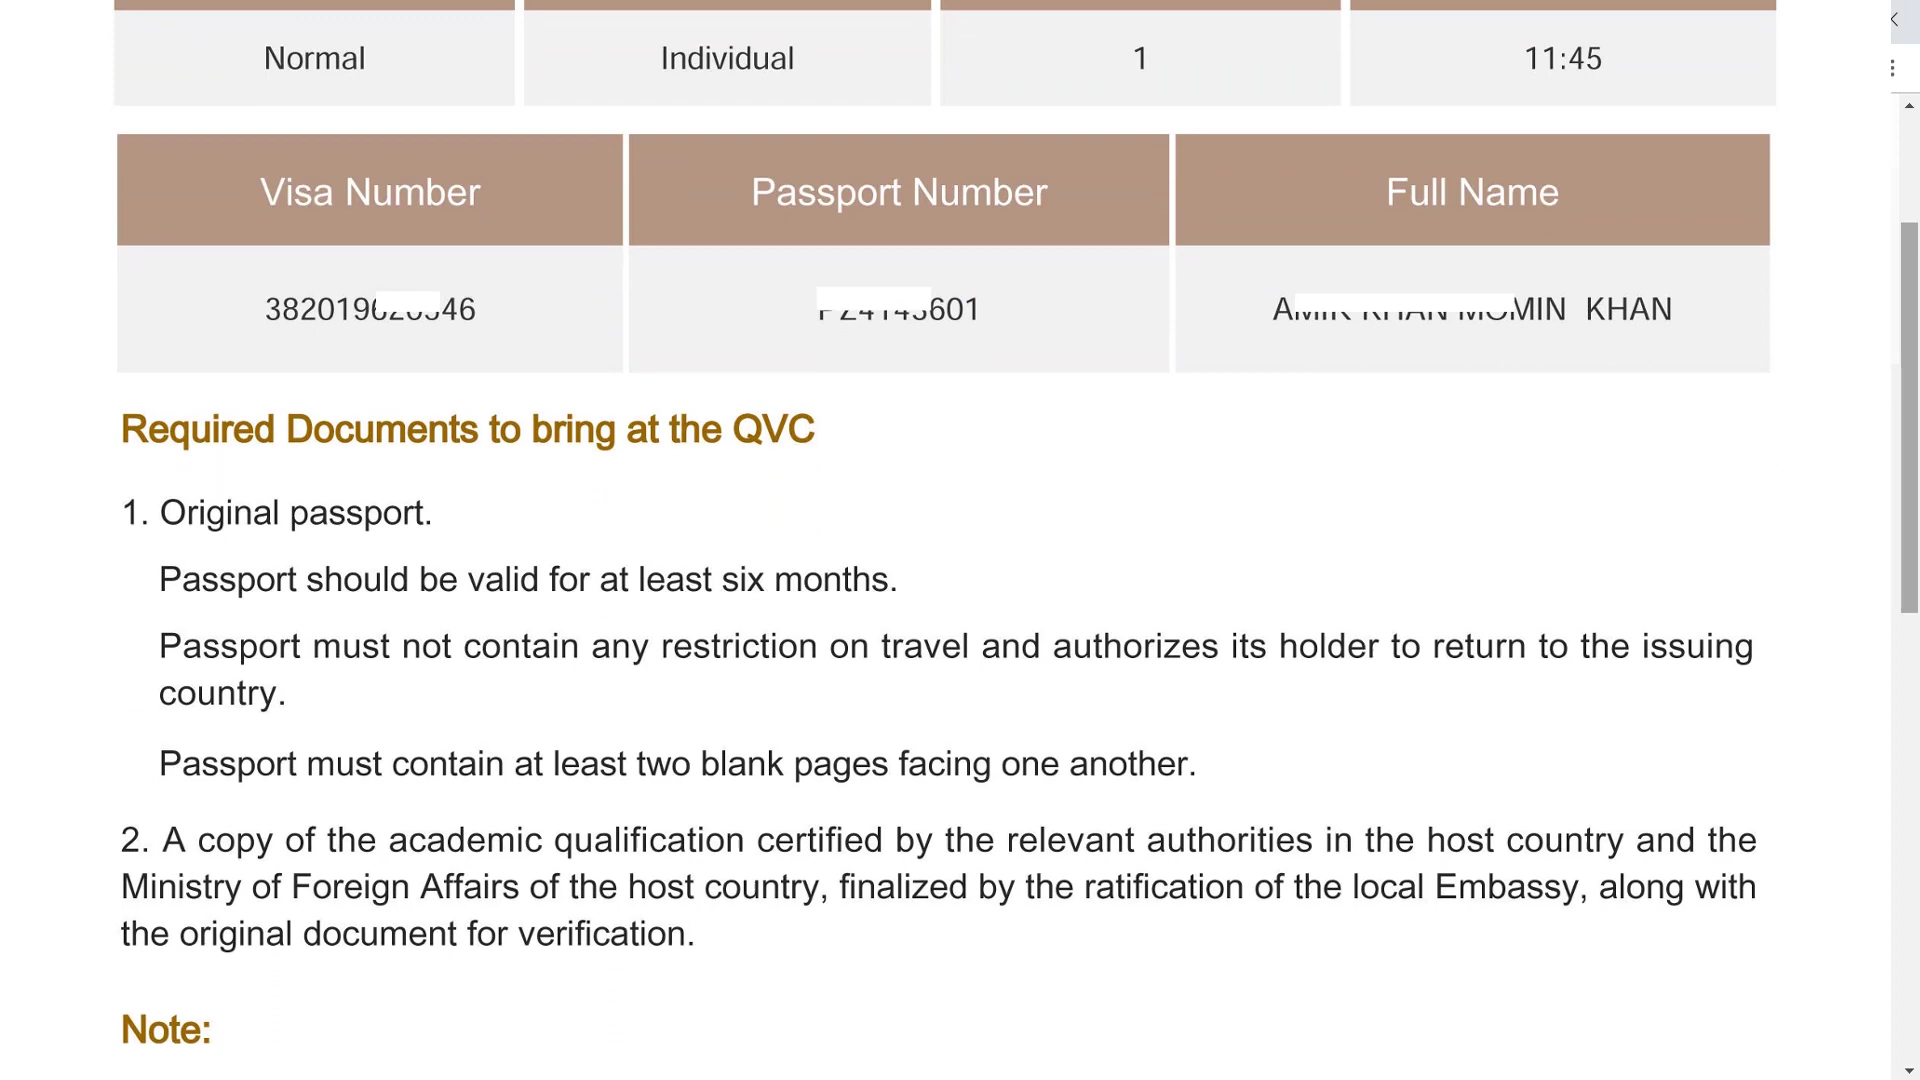 Normal Individual 1 11:45
Visa Number Passport Number Full Name
KHAN
Required Documents to bring at the QVC
1. Original passport.
Passport should be valid for at least six months.
Passport must not contain any restriction on travel and authorizes its holder to return to the issuing
country.
Passport must contain at least two blank pages facing one another.
2. A copy of the academic qualification certified by the relevant authorities in the host country and the
Ministry of Foreign Affairs of the host country, finalized by the ratification of the local Embassy, along with
the original document for verification.
Note: